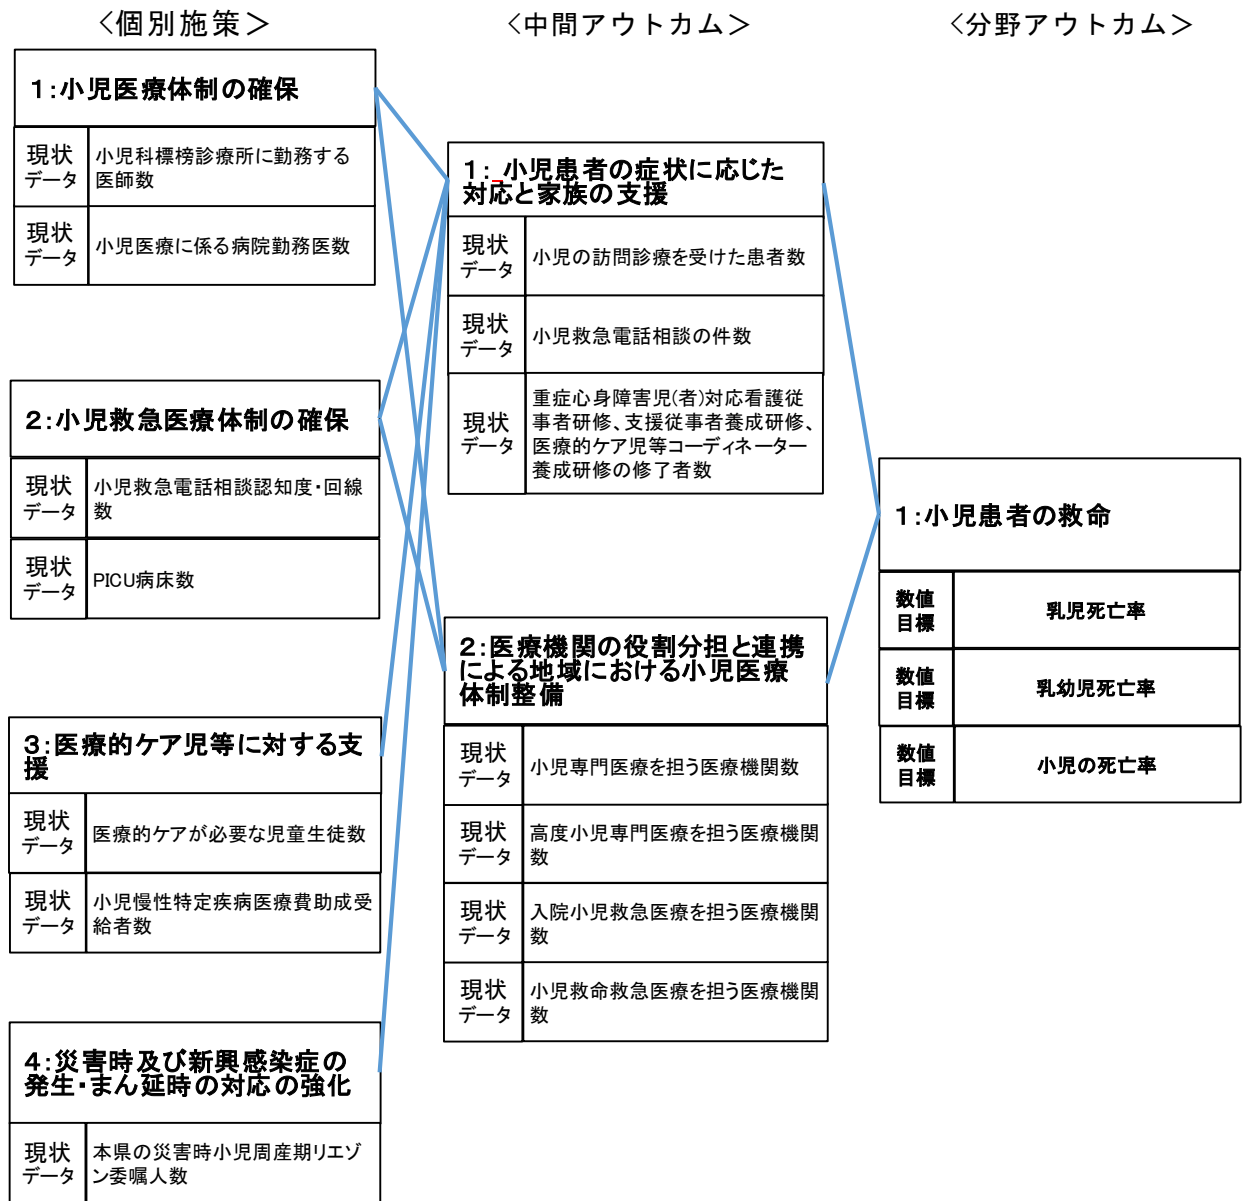 <個別施策>
<中間アウトカム>
<分野アウトカム>
1:小児医療体制の確保
現状
データ
小児科標榜診療所に勤務する
医師数
現状
データ
小児医療に係る病院勤務医数
2:小児救急医療体制の確保
現状
データ
小児救急電話相談認知度・回線
数
現状
データ
PICU病床数
3:医療的ケア児等に対する支
援
現状
データ
医療的ケアが必要な児童生徒数
現状
データ
小児慢性特定疾病医療費助成受
給者数
4:災害時及び新興感染症の
発生・まん延時の対応の強化
現状
データ
本県の災害時小児周産期リエゾ
ン委嘱人数
1: 小児患者の症状に応じた
対応と家族の支援
現状
データ
小児の訪問診療を受けた患者数
現状
データ
小児救急電話相談の件数
現状
データ
重症心身障害児(者)対応看護従
事者研修、支援従事者養成研修、
医療的ケア児等コーディネーター
養成研修の修了者数
2:医療機関の役割分担と連携
による地域における小児医療
体制整備
現状
データ
小児専門医療を担う医療機関数
現状
データ
高度小児専門医療を担う医療機関
数
現状
データ
入院小児救急医療を担う医療機関
数
現状
データ
小児救命救急医療を担う医療機関
数
1:小児患者の救命
数値
目標
乳児死亡率
数値
目標
乳幼児死亡率
数値
目標
小児の死亡率